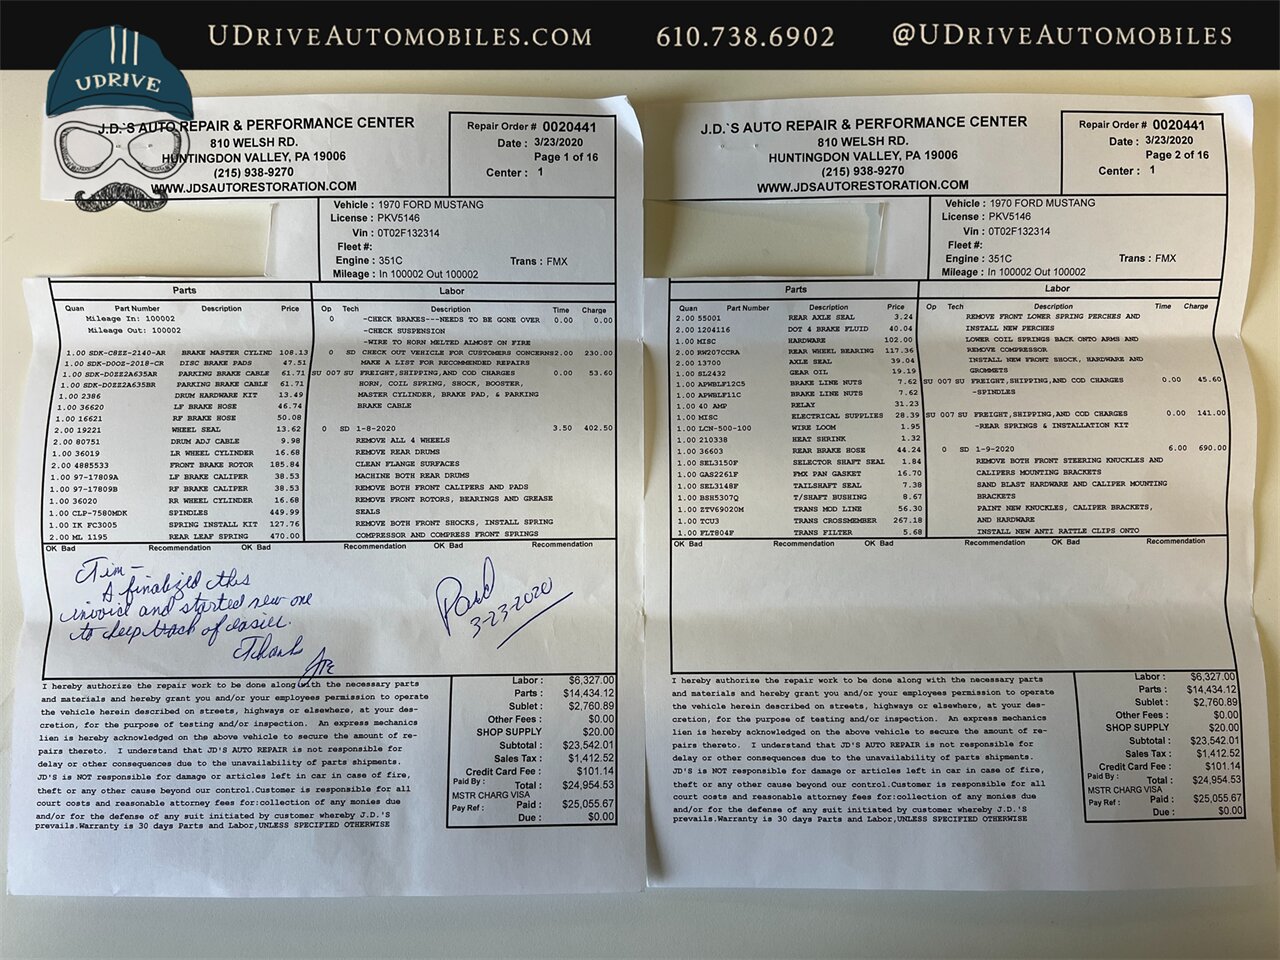 UDRIVEAUTOMOBILES.COM 610.738.6902 @UDRIVEAUTOMOBILES
UDRIVE
J.D.'S AUTO REPAIR & PERFORMANCE CENTER
810 WELSH RD.
HUNTINGDON VALLEY, PA 19006
(215) 938-9270
WWW.JDSAUTORESTORATION.COM
Repair Order # 0020441
Date : 3/23/2020
Page 1 of 16
Center : 1
Vehicle : 1970 FORD MUSTANG
License : PKV5146
Vin : 0T02F132314
Fleet #:
Engine : 351C Trans : FMX
Mileage : In 100002 Out 100002
Parts
Quan Part Number Description Price
Mileage In: 100002
Mileage Out: 100002
1.00 SDK-C8ZZ-2140-AR BRAKE MASTER CYLIND 108.13
1.00 SDK-D0OZ-2018-CR DISC BRAKE PADS 47.51
1.00 SDK-D0ZZ2A635AR PARKING BRAKE CABLE 61.71
1.00 SDK-D0ZZ2A635BR PARKING BRAKE CABLE 61.71
1.00 2386 DRUM HARDWARE KIT 13.49
1.00 36620 LF BRAKE HOSE 46.74
1.00 16621 RF BRAKE HOSE 50.08
2.00 19221 WHEEL SEAL 13.62
2.00 80751 DRUM ADJ CABLE 9.98
1.00 36019 LR WHEEL CYLINDER 16.68
2.00 4885533 FRONT BRAKE ROTOR 185.84
1.00 97-17809A LF BRAKE CALIPER 38.53
1.00 97-17809B RF BRAKE CALIPER 38.53
1.00 36020 RR WHEEL CYLINDER 16.68
1.00 CLP-7580MDK SPINDLES 449.99
1.00 IK FC3005 SPRING INSTALL KIT 127.76
2.00 ML 1195 REAR LEAF SPRING 470.00
Labor
Op Tech Description Time Charge
0 -CHECK BRAKES---NEEDS TO BE GONE OVER 0.00 0.00
-CHECK SUSPENSION
-WIRE TO HORN MELTED ALMOST ON FIRE
0 SD CHECK OUT VEHICLE FOR CUSTOMERS CONCERNS 2.00 230.00
MAKE A LIST FOR RECOMMENDED REPAIRS
SU 007 SU FREIGHT,SHIPPING,AND COD CHARGES 0.00 53.60
HORN, COIL SPRING, SHOCK, BOOSTER,
MASTER CYLINDER, BRAKE PAD, & PARKING
BRAKE CABLE
0 SD 1-8-2020 3.50 402.50
REMOVE ALL 4 WHEELS
REMOVE REAR DRUMS
CLEAN FLANGE SURFACES
MACHINE BOTH REAR DRUMS
REMOVE BOTH FRONT CALIPERS AND PADS
REMOVE FRONT ROTORS, BEARINGS AND GREASE
SEALS
REMOVE BOTH FRONT SHOCKS, INSTALL SPRING
COMPRESSOR AND COMPRESS FRONT SPRINGS
OK Bad Recommendation OK Bad Recommendation OK Bad Recommendation
Tim -
finalized this
invoice and started new one
to keep track of easier.
Thanks
Paid
3-23-2020
I hereby authorize the repair work to be done along with the necessary parts
and materials and hereby grant you and/or your employees permission to operate
the vehicle herein described on streets, highways or elsewhere, at your des-
cretion, for the purpose of testing and/or inspection. An express mechanics
lien is hereby acknowledged on the above vehicle to secure the amount of re-
pairs thereto. I understand that JD'S AUTO REPAIR is not responsible for
delay or other consequences due to the unavailability of parts shipments.
JD'S is NOT responsible for damage or articles left in car in case of fire,
theft or any other cause beyond our control.Customer is responsible for all
court costs and reasonable attorney fees for:collection of any monies due
and/or for the defense of any suit initiated by customer whereby J.D.'S
prevails.Warranty is 30 days Parts and Labor,UNLESS SPECIFIED OTHERWISE
Labor : $6,327.00
Parts : $14,434.12
Sublet : $2,760.89
Other Fees : $0.00
SHOP SUPPLY $20.00
Subtotal : $23,542.01
Sales Tax : $1,412.52
Credit Card Fee : $101.14
Paid By : Total : $24,954.53
MSTR CHARG VISA
Pay Ref : Paid : $25,055.67
Due : $0.00
J.D.'S AUTO REPAIR & PERFORMANCE CENTER
810 WELSH RD.
HUNTINGDON VALLEY, PA 19006
(215) 938-9270
WWW.JDSAUTORESTORATION.COM
Repair Order # 0020441
Date : 3/23/2020
Page 2 of 16
Center : 1
Vehicle : 1970 FORD MUSTANG
License : PKV5146
Vin : 0T02F132314
Fleet #:
Engine : 351C Trans : FMX
Mileage : In 100002 Out 100002
Parts
Quan Part Number Description Price
2.00 55001 REAR AXLE SEAL 3.24
2.00 1204116 DOT 4 BRAKE FLUID 40.04
1.00 MISC HARDWARE 102.00
2.00 RW207CCRA REAR WHEEL BEARING 117.36
2.00 13700 AXLE SEAL 39.04
1.00 SL2432 GEAR OIL 19.19
1.00 APWBLF12C5 BRAKE LINE NUTS 7.62
1.00 APWBLF11C BRAKE LINE NUTS 7.62
1.00 40 AMP RELAY 31.23
1.00 MISC ELECTRICAL SUPPLIES 28.39
1.00 LCN-500-100 WIRE LOOM 1.95
1.00 210338 HEAT SHRINK 1.32
1.00 36603 REAR BRAKE HOSE 44.24
1.00 SEL3150F SELECTOR SHAFT SEAL 1.84
1.00 GAS2261F FMX PAN GASKET 16.70
1.00 SEL3148F TAILSHAFT SEAL 7.38
1.00 BSH5307Q T/SHAFT BUSHING 8.67
1.00 ZTV69020M TRANS MOD LINE 56.30
1.00 TCU3 TRANS CROSSMEMBER 267.18
1.00 FLT804F TRANS FILTER 5.68
Labor
Op Tech Description Time Charge
REMOVE FRONT LOWER SPRING PERCHES AND
INSTALL NEW PERCHES
LOWER COIL SPRINGS BACK ONTO ARMS AND
REMOVE COMPRESSOR
INSTALL NEW FRONT SHOCK, HARDWARE AND
GROMMETS
SU 007 SU FREIGHT,SHIPPING,AND COD CHARGES 0.00 45.60
-SPINDLES
SU 007 SU FREIGHT,SHIPPING,AND COD CHARGES 0.00 141.00
-REAR SPRINGS & INSTALLATION KIT
0 SD 1-9-2020 6.00 690.00
REMOVE BOTH FRONT STEERING KNUCKLES AND
CALIPERS MOUNTING BRACKETS
SAND BLAST HARDWARE AND CALIPER MOUNTING
BRACKETS
PAINT NEW KNUCKLES, CALIPER BRACKETS,
AND HARDWARE
INSTALL NEW ANTI RATTLE CLIPS ONTO
OK Bad Recommendation OK Bad Recommendation OK Bad Recommendation
I hereby authorize the repair work to be done along with the necessary parts
and materials and hereby grant you and/or your employees permission to operate
the vehicle herein described on streets, highways or elsewhere, at your des-
cretion, for the purpose of testing and/or inspection. An express mechanics
lien is hereby acknowledged on the above vehicle to secure the amount of re-
pairs thereto. I understand that JD'S AUTO REPAIR is not responsible for
delay or other consequences due to the unavailability of parts shipments.
JD'S is NOT responsible for damage or articles left in car in case of fire,
theft or any other cause beyond our control.Customer is responsible for all
court costs and reasonable attorney fees for:collection of any monies due
and/or for the defense of any suit initiated by customer whereby J.D.'S
prevails.Warranty is 30 days Parts and Labor,UNLESS SPECIFIED OTHERWISE
Labor : $6,327.00
Parts : $14,434.12
Sublet : $2,760.89
Other Fees : $0.00
SHOP SUPPLY $20.00
Subtotal : $23,542.01
Sales Tax : $1,412.52
Credit Card Fee : $101.14
Paid By : Total : $24,954.53
MSTR CHARG VISA
Pay Ref : Paid : $25,055.67
Due : $0.00